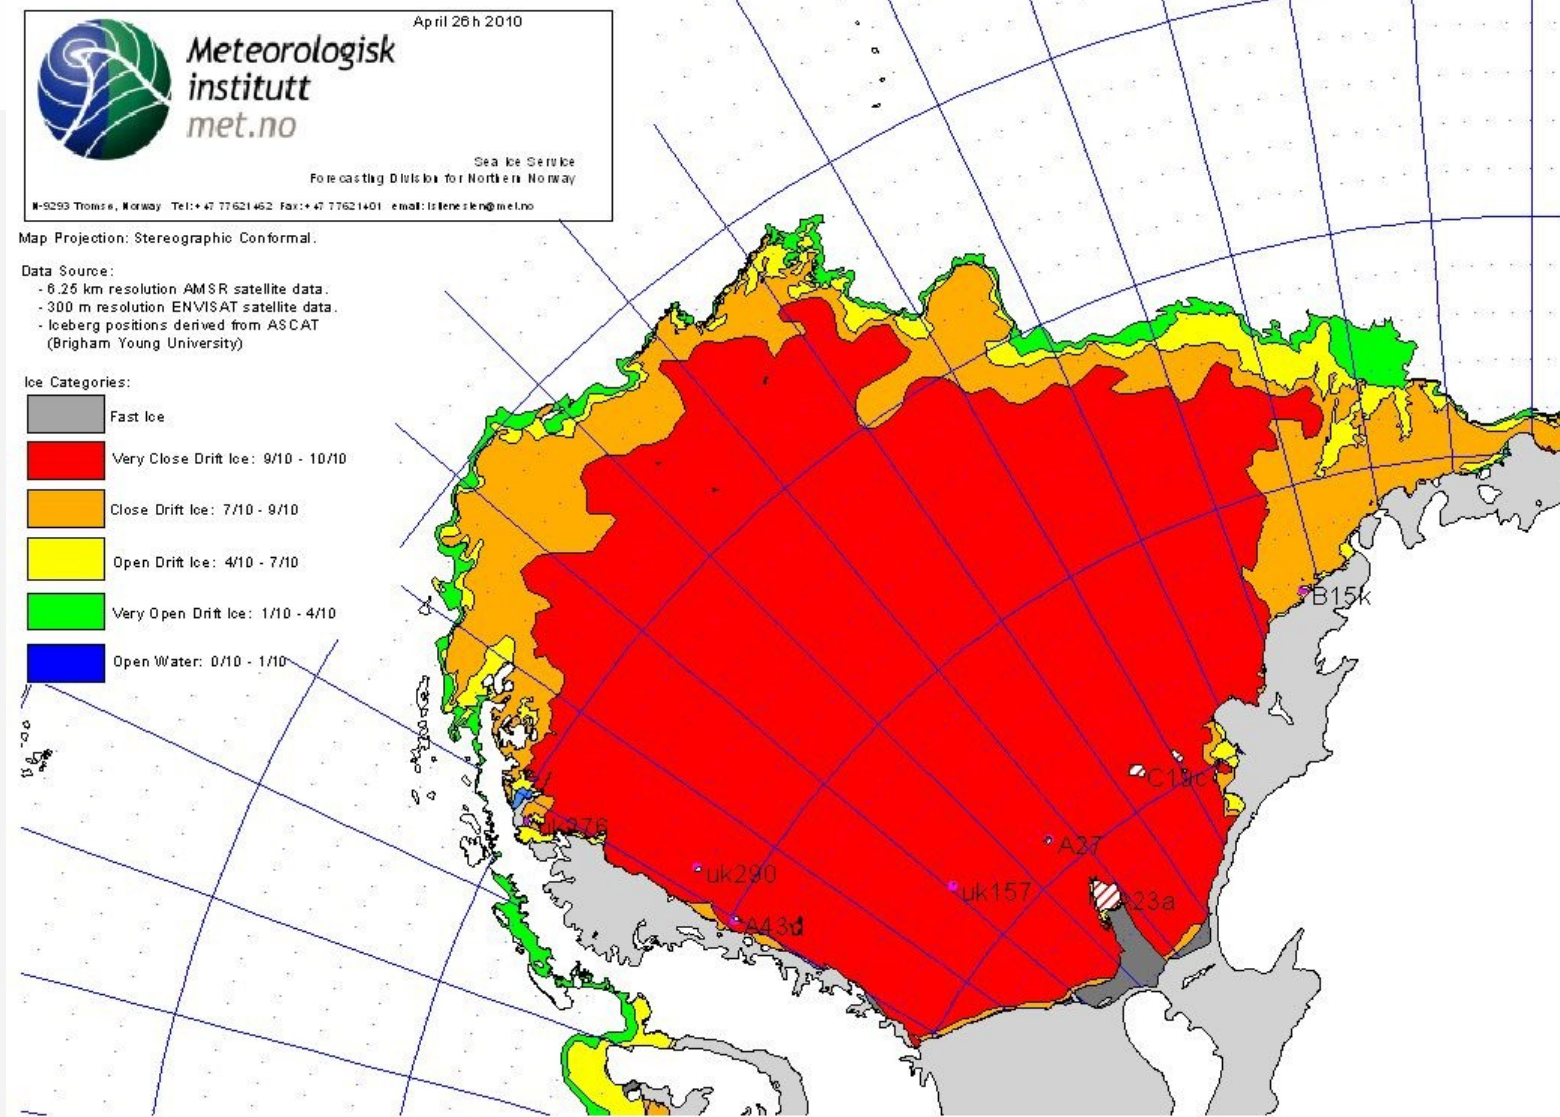 April 26h 2010
Meteorologisk
institutt
met.no
Sea Ice Service
Forecasting Division for Northern Norway
N-9293 Tromsø, Norway Tel:+ 47 77621462 Fax:+ 47 77621401 email: istjenesten@met.no
Map Projection: Stereographic Conformal.
Data Source:
- 6.25 km resolution AMSR satellite data.
- 300 m resolution ENVISAT satellite data.
- Iceberg positions derived from ASCAT
(Brigham Young University)
Ice Categories:
Fast Ice
Very Close Drift Ice: 9/10 - 10/10
Close Drift Ice: 7/10 - 9/10
Open Drift Ice: 4/10 - 7/10
Very Open Drift Ice: 1/10 - 4/10
Open Water: 0/10 - 1/10
B15k
C19c
uk276
A27
uk290
uk157
A23a
A43d